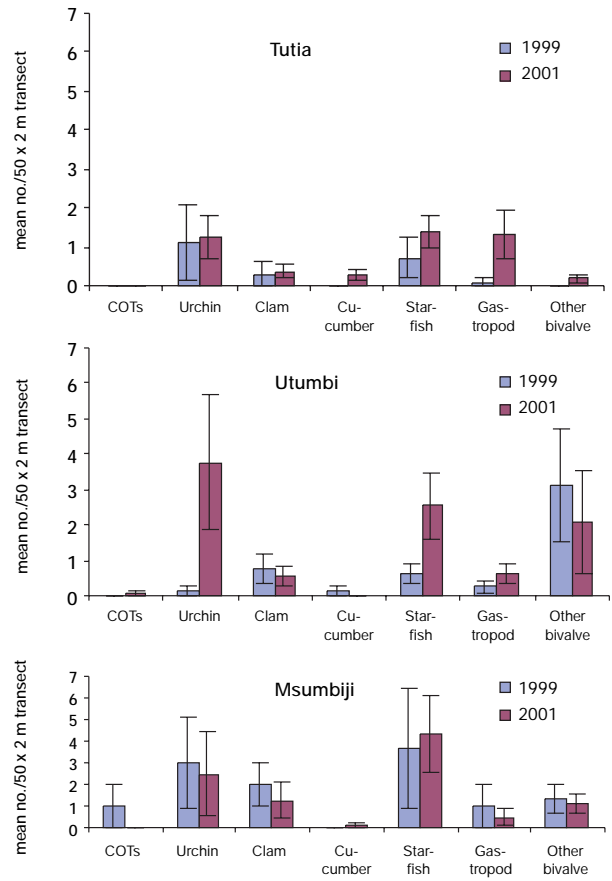 Tutia
1999
2001
mean no./50 x 2 m transect
7
6
5
4
3
2
1
0
COTs
Urchin
Clam
Cu-
cumber
Star-
fish
Gas-
tropod
Other
bivalve
Utumbi
1999
2001
mean no./50 x 2 m transect
7
6
5
4
3
2
1
0
COTs
Urchin
Clam
Cu-
cumber
Star-
fish
Gas-
tropod
Other
bivalve
Msumbiji
1999
2001
mean no./50 x 2 m transect
7
6
5
4
3
2
1
0
COTs
Urchin
Clam
Cu-
cumber
Star-
fish
Gas-
tropod
Other
bivalve